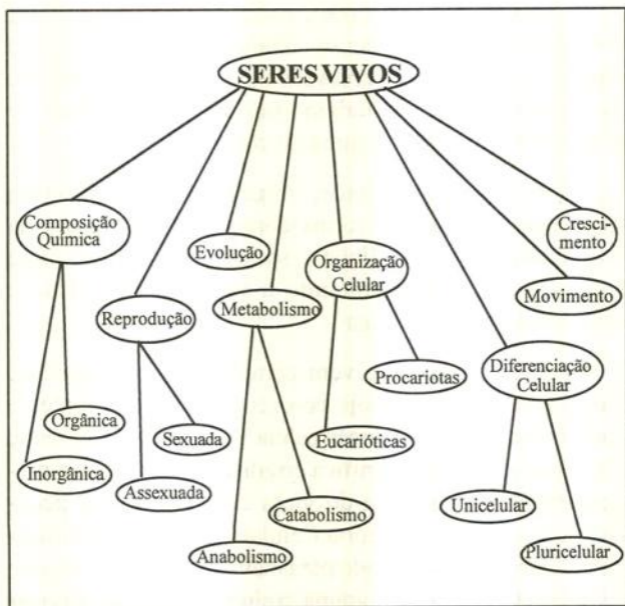 SERES VIVOS
Composição
Química
Cresci-
mento
Evolução
Organização
Celular
Movimento
Reprodução
Metabolismo
Procariotas
Diferenciação
Celular
Orgânica
Sexuada
Eucarióticas
Inorgânica
Assexuada
Catabolismo
Unicelular
Anabolismo
Pluricelular